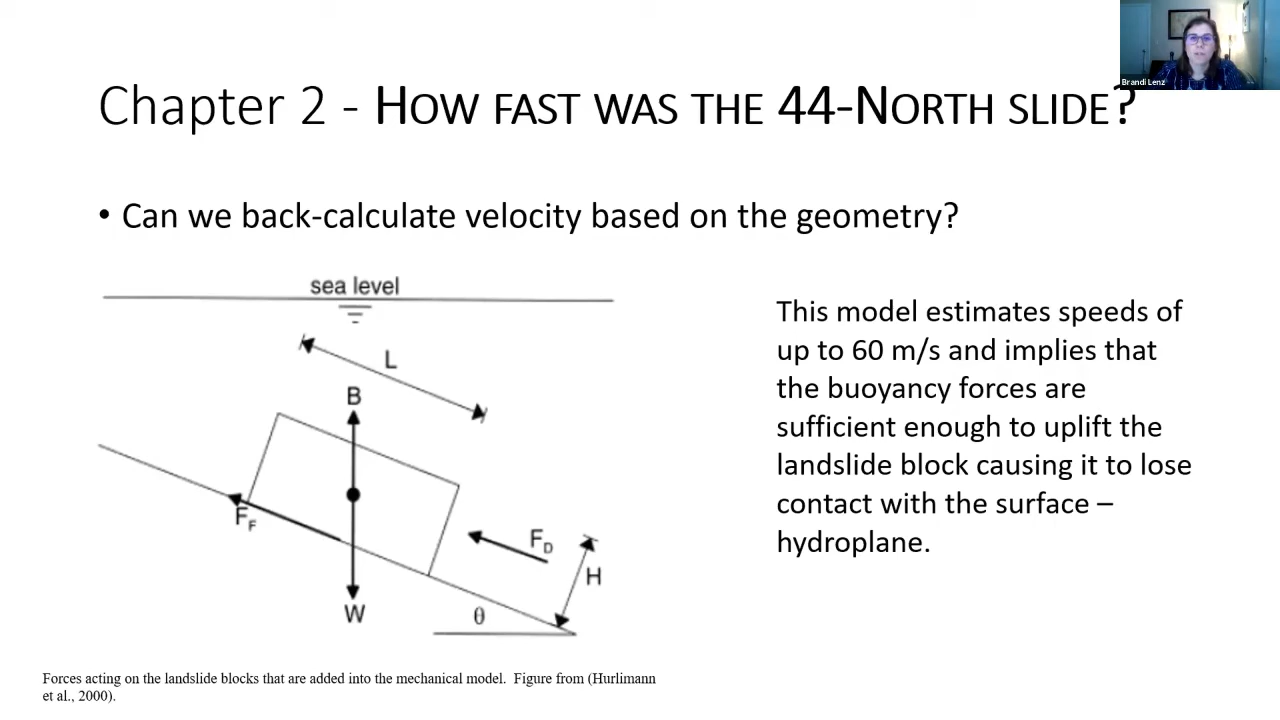 Brandi Lenz
Chapter 2 - HOW FAST WAS THE 44-NORTH SLIDE?
• Can we back-calculate velocity based on the geometry?
sea level
L
B
F_F
F_D
H
W
θ
This model estimates speeds of
up to 60 m/s and implies that
the buoyancy forces are
sufficient enough to uplift the
landslide block causing it to lose
contact with the surface –
hydroplane.
Forces acting on the landslide blocks that are added into the mechanical model.  Figure from (Hurlimann
et al., 2000).